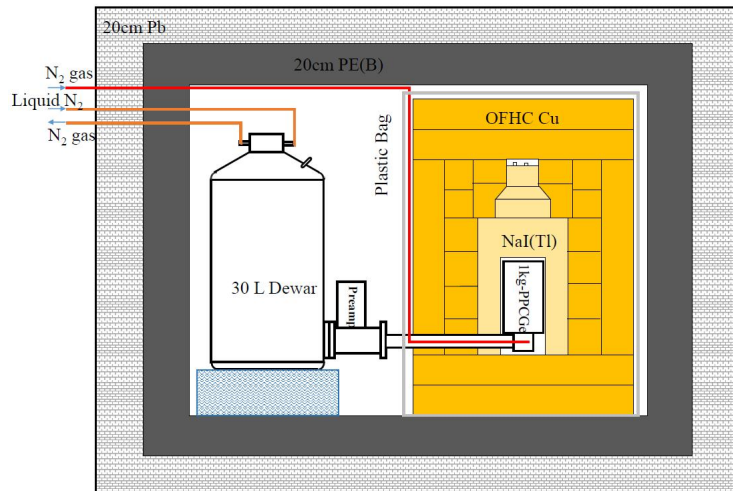 20cm Pb
20cm PE(B)
N₂ gas
Liquid N₂
N₂ gas
OFHC Cu
Plastic Bag
NaI(Tl)
1kg-PPCGe
30 L Dewar
Preamp